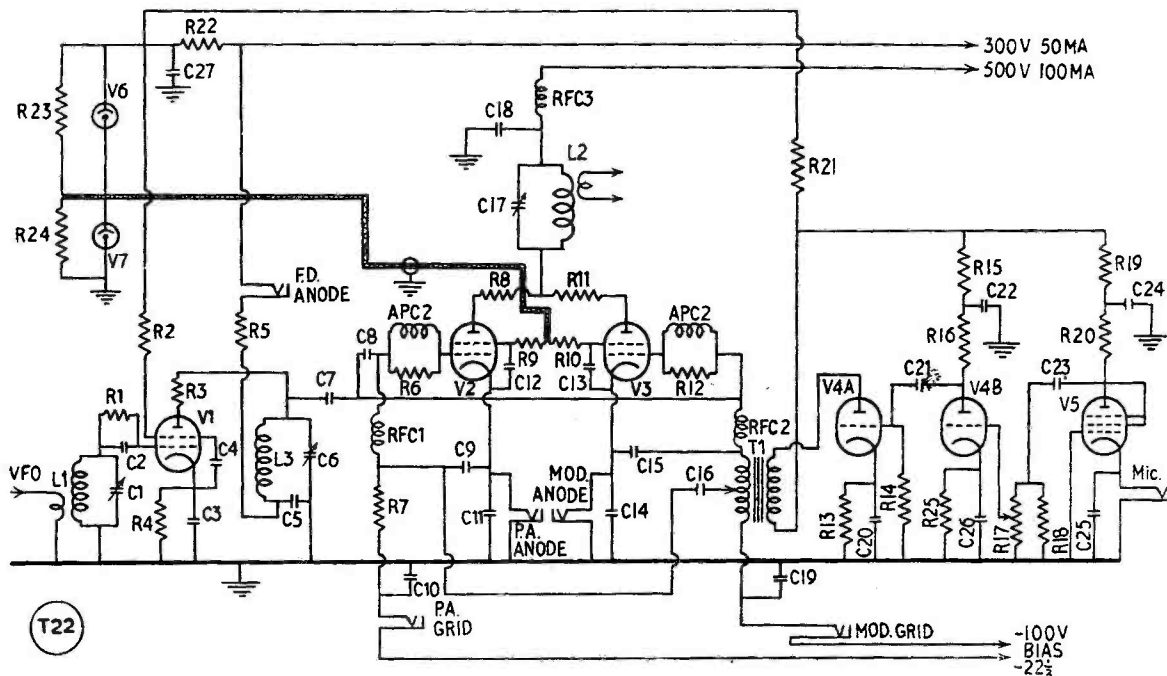 R22
300V 50MA
500V 100MA
C27
V6
R23
RFC3
C18
L2
R21
C17
R24
V7
F.D.
ANODE
R8
R11
R15
R19
C22
C24
R2
R5
APC2
APC2
R16
R20
C8
R9
R10
R3
C7
R6
V2
C12
C13
V3
R12
C21
C23
V4A
V4B
V5
R1
V1
C2
C4
L3
C6
RFC1
RFC2
T1
VFO
L1
C1
C9
MOD.
ANODE
C15
C16
Mic.
R4
C3
C5
R7
C11
C14
P.A.
ANODE
R13
C20
R14
R25
C26
R17
R18
C25
C10
C19
T22
P.A.
GRID
MOD. GRID
-100V
BIAS
-22½